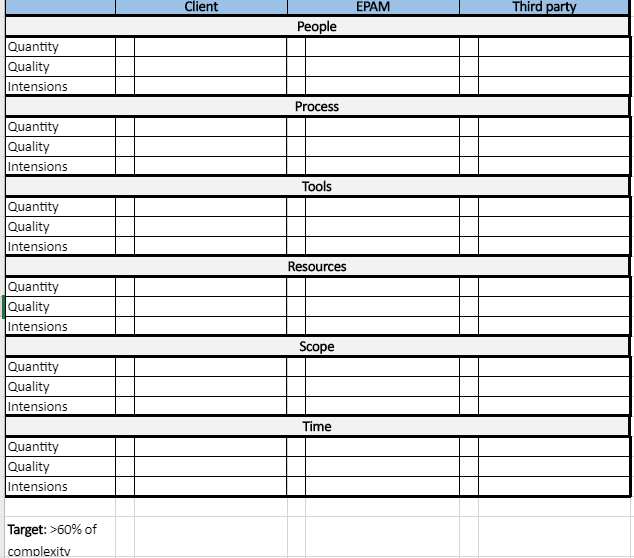 Client EPAM Third party
People
Quantity
Quality
Intensions
Process
Quantity
Quality
Intensions
Tools
Quantity
Quality
Intensions
Resources
Quantity
Quality
Intensions
Scope
Quantity
Quality
Intensions
Time
Quantity
Quality
Intensions
Target: >60% of
complexity